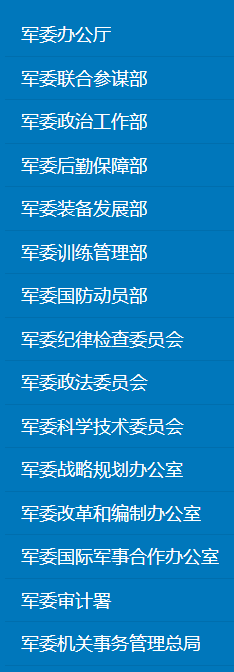 军委办公厅
军委联合参谋部
军委政治工作部
军委后勤保障部
军委装备发展部
军委训练管理部
军委国防动员部
军委纪律检查委员会
军委政法委员会
军委科学技术委员会
军委战略规划办公室
军委改革和编制办公室
军委国际军事合作办公室
军委审计署
军委机关事务管理总局